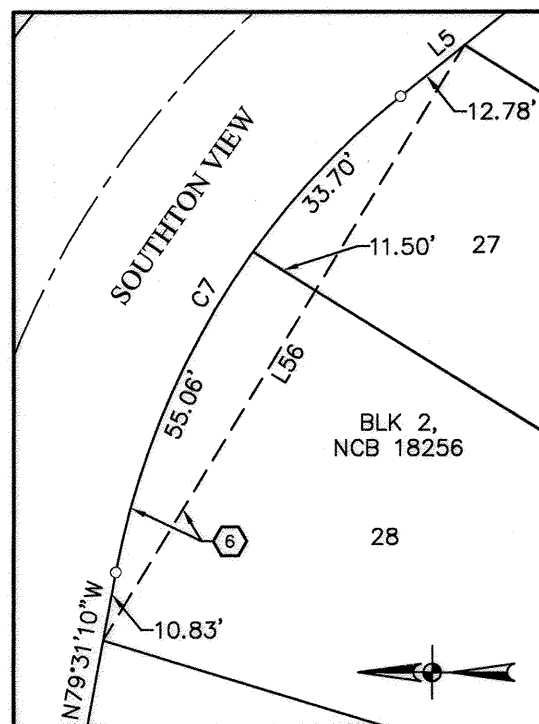 L5
12.78'
33.70'
SOUTHTON VIEW
11.50'
27
C7
L56
55.06'
BLK 2,
NCB 18256
6
28
10.83'
N79°31'10"W